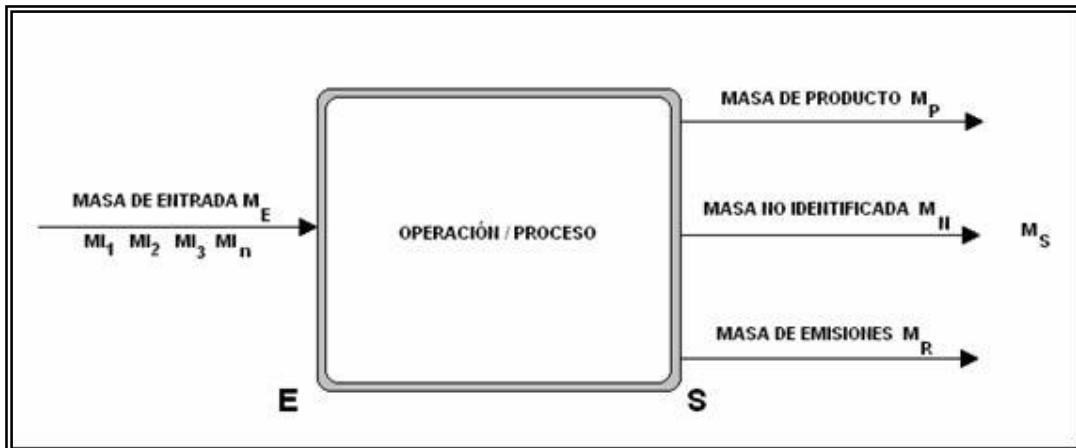 MASA DE PRODUCTO M_P
MASA DE ENTRADA M_E
MI_1 MI_2 MI_3 MI_n
OPERACIÓN / PROCESO
MASA NO IDENTIFICADA M_II
M_S
MASA DE EMISIONES M_R
E
S